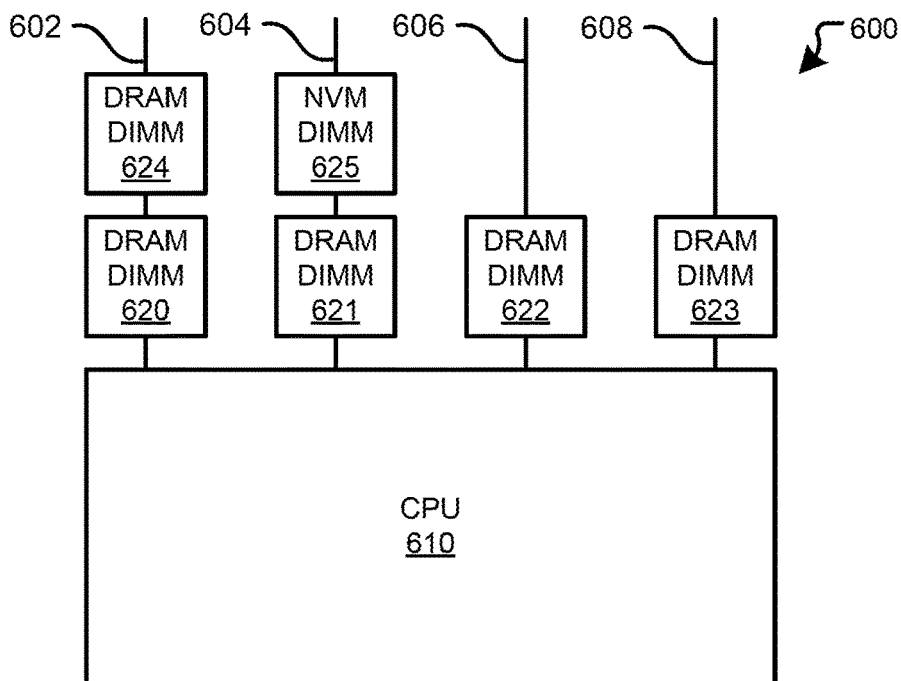 602
604
606
608
600
DRAM
DIMM
624
NVM
DIMM
625
DRAM
DIMM
620
DRAM
DIMM
621
DRAM
DIMM
622
DRAM
DIMM
623
CPU
610